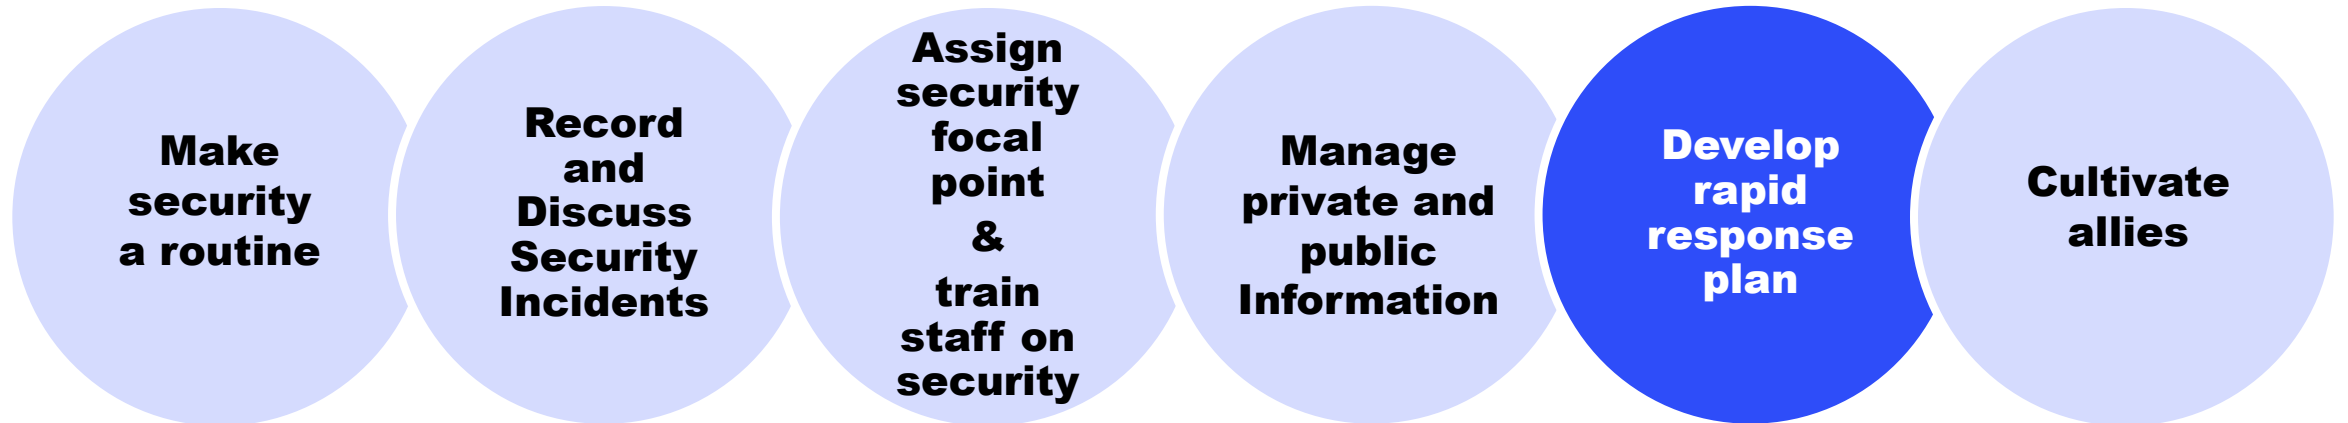 Make
security
a routine
Record
and
Discuss
Security
Incidents
Assign
security
focal
point
&
train
staff on
security
Manage
private and
public
Information
Develop
rapid
response
plan
Cultivate
allies